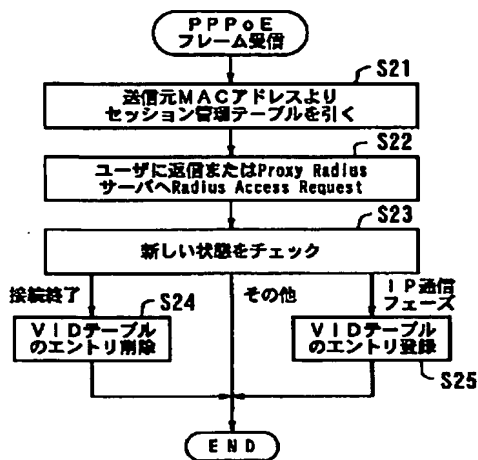 PPPoE
フレーム受信
S21
送信元MACアドレスより
セッション管理テーブルを引く
S22
ユーザに返信またはProxy Radius
サーバへRadius Access Request
S23
新しい状態をチェック
接続終了
S24
その他
IP通信
フェーズ
VIDテーブル
のエントリ削除
VIDテーブル
のエントリ登録
S25
END